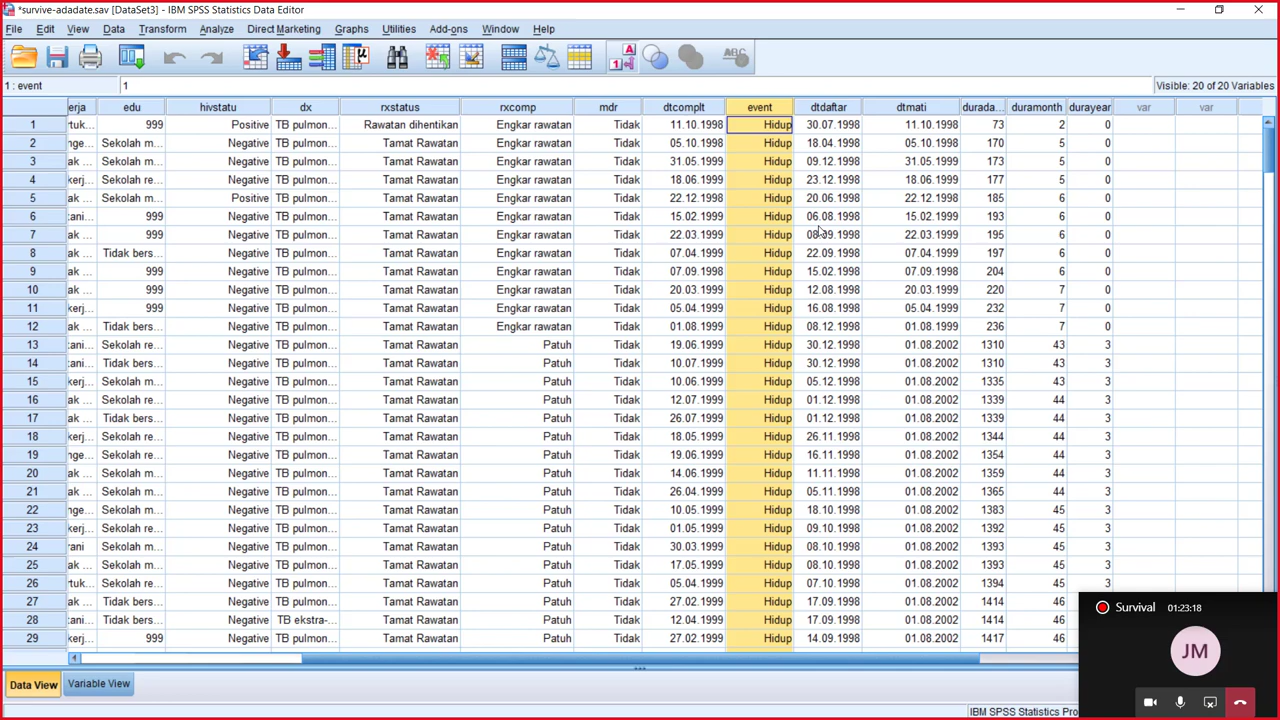 *survive-adadate.sav [DataSet3] - IBM SPSS Statistics Data Editor
File Edit View Data Transform Analyze Direct Marketing Graphs Utilities Add-ons Window Help
1 : event 1 Visible: 20 of 20 Variables
erja edu hivstatu dx rxstatus rxcomp mdr dtcomplt event dtdaftar dtmati durada... duramonth durayear var var
1 tuk... 999 Positive TB pulmon... Rawatan dihentikan Engkar rawatan Tidak 11.10.1998 Hidup 30.07.1998 11.10.1998 73 2 0
2 nge... Sekolah m... Negative TB pulmon... Tamat Rawatan Engkar rawatan Tidak 05.10.1998 Hidup 18.04.1998 05.10.1998 170 5 0
3 ak ... Sekolah m... Negative TB pulmon... Tamat Rawatan Engkar rawatan Tidak 31.05.1999 Hidup 09.12.1998 31.05.1999 173 5 0
4 kerj... Sekolah re... Negative TB pulmon... Tamat Rawatan Engkar rawatan Tidak 18.06.1999 Hidup 23.12.1998 18.06.1999 177 5 0
5 ak ... Sekolah m... Positive TB pulmon... Tamat Rawatan Engkar rawatan Tidak 22.12.1998 Hidup 20.06.1998 22.12.1998 185 6 0
6 tani... 999 Negative TB pulmon... Tamat Rawatan Engkar rawatan Tidak 15.02.1999 Hidup 06.08.1998 15.02.1999 193 6 0
7 ak ... 999 Negative TB pulmon... Tamat Rawatan Engkar rawatan Tidak 22.03.1999 Hidup 08.09.1998 22.03.1999 195 6 0
8 ak ... Tidak bers... Negative TB pulmon... Tamat Rawatan Engkar rawatan Tidak 07.04.1999 Hidup 22.09.1998 07.04.1999 197 6 0
9 ak ... 999 Negative TB pulmon... Tamat Rawatan Engkar rawatan Tidak 07.09.1998 Hidup 15.02.1998 07.09.1998 204 6 0
10 ak ... 999 Negative TB pulmon... Tamat Rawatan Engkar rawatan Tidak 20.03.1999 Hidup 12.08.1998 20.03.1999 220 7 0
11 kerj... 999 Negative TB pulmon... Tamat Rawatan Engkar rawatan Tidak 05.04.1999 Hidup 16.08.1998 05.04.1999 232 7 0
12 ak ... Tidak bers... Negative TB pulmon... Tamat Rawatan Engkar rawatan Tidak 01.08.1999 Hidup 08.12.1998 01.08.1999 236 7 0
13 tani... Sekolah re... Negative TB pulmon... Tamat Rawatan Patuh Tidak 19.06.1999 Hidup 30.12.1998 01.08.2002 1310 43 3
14 tani... Tidak bers... Negative TB pulmon... Tamat Rawatan Patuh Tidak 10.07.1999 Hidup 30.12.1998 01.08.2002 1310 43 3
15 kerj... Sekolah m... Negative TB pulmon... Tamat Rawatan Patuh Tidak 10.06.1999 Hidup 05.12.1998 01.08.2002 1335 43 3
16 ak ... Sekolah m... Negative TB pulmon... Tamat Rawatan Patuh Tidak 12.07.1999 Hidup 01.12.1998 01.08.2002 1339 44 3
17 ak ... Tidak bers... Negative TB pulmon... Tamat Rawatan Patuh Tidak 26.07.1999 Hidup 01.12.1998 01.08.2002 1339 44 3
18 kerj... Sekolah re... Negative TB pulmon... Tamat Rawatan Patuh Tidak 18.05.1999 Hidup 26.11.1998 01.08.2002 1344 44 3
19 nge... Sekolah re... Negative TB pulmon... Tamat Rawatan Patuh Tidak 19.06.1999 Hidup 16.11.1998 01.08.2002 1354 44 3
20 ak ... Sekolah m... Negative TB pulmon... Tamat Rawatan Patuh Tidak 14.06.1999 Hidup 11.11.1998 01.08.2002 1359 44 3
21 ak ... Sekolah m... Negative TB pulmon... Tamat Rawatan Patuh Tidak 26.04.1999 Hidup 05.11.1998 01.08.2002 1365 44 3
22 nge... Sekolah m... Negative TB pulmon... Tamat Rawatan Patuh Tidak 10.05.1999 Hidup 18.10.1998 01.08.2002 1383 45 3
23 ak ... Sekolah re... Negative TB pulmon... Tamat Rawatan Patuh Tidak 01.05.1999 Hidup 09.10.1998 01.08.2002 1392 45 3
24 rani Sekolah m... Negative TB pulmon... Tamat Rawatan Patuh Tidak 30.03.1999 Hidup 08.10.1998 01.08.2002 1393 45 3
25 ak ... Sekolah m... Negative TB pulmon... Tamat Rawatan Patuh Tidak 17.05.1999 Hidup 08.10.1998 01.08.2002 1393 45 3
26 rtuk... Sekolah re... Negative TB pulmon... Tamat Rawatan Patuh Tidak 05.04.1999 Hidup 07.10.1998 01.08.2002 1394 45 3
27 ak ... Tidak bers... Negative TB pulmon... Tamat Rawatan Patuh Tidak 27.02.1999 Hidup 17.09.1998 01.08.2002 1414 46
28 tani... Tidak bers... Negative TB ekstra-... Tamat Rawatan Patuh Tidak 12.04.1999 Hidup 17.09.1998 01.08.2002 1414 46
29 kerj... 999 Negative TB pulmon... Tamat Rawatan Patuh Tidak 27.02.1999 Hidup 14.09.1998 01.08.2002 1417 46
Survival 01:23:18
JM
Data View Variable View
IBM SPSS Statistics Pro